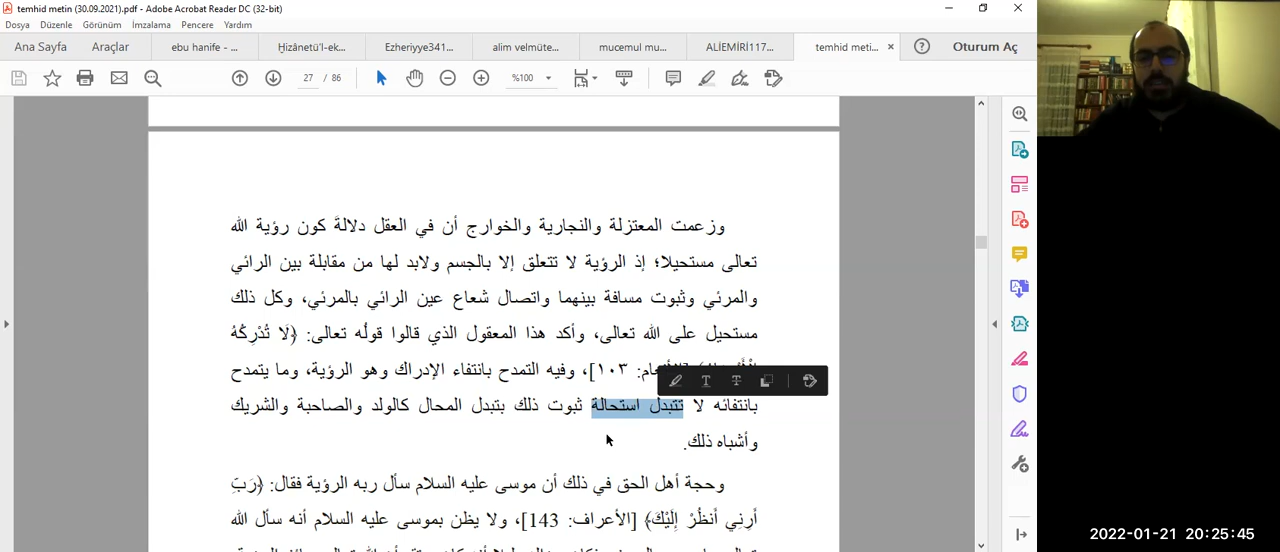 temhid metin (30.09.2021).pdf - Adobe Acrobat Reader DC (32-bit)
Dosya Düzenle Görünüm İmzalama Pencere Yardım
Ana Sayfa Araçlar ebu hanife - ... Ḫizânetü'l-ek... Ezheriyye341... alim velmüte... mucemul mu... ALİEMİRİ117... temhid meti... × Oturum Aç
27 / 86 %100
وزعمت المعتزلة والنجارية والخوارج أن في العقل دلالةً كون رؤية الله
تعالى مستحيلا؛ إذ الرؤية لا تتعلق إلا بالجسم ولابد لها من مقابلة بين الرائي
والمرئي وثبوت مسافة بينهما واتصال شعاع عين الرائي بالمرئي، وكل ذلك
مستحيل على الله تعالى، وأكد هذا المعقول الذي قالوا قولُه تعالى: ﴿لَا تُدْرِكُهُ
١٠٣]، وفيه التمدح بانتفاء الإدراك وهو الرؤية، وما يتمدح
بانتفائه لا تتبدل استحالة ثبوت ذلك بتبدل المحال كالولد والصاحبة والشريك
وأشباه ذلك.
وحجة أهل الحق في ذلك أن موسى عليه السلام سأل ربه الرؤية فقال: ﴿رَبِّ
أَرِنِي أَنظُرْ إِلَيْكَ﴾ [الأعراف: 143]، ولا يظن بموسى عليه السلام أنه سأل الله
2022-01-21 20:25:45